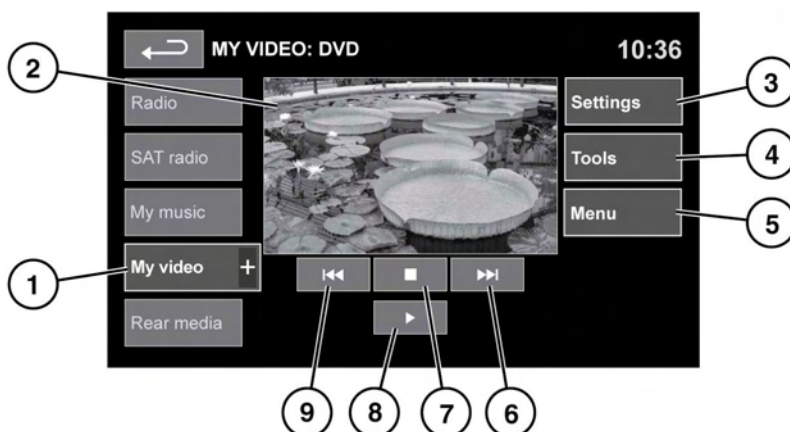 MY VIDEO: DVD
10:36
2
Radio
Settings
3
SAT radio
Tools
4
My music
Menu
5
1
My video +
Rear media
9
8
7
6